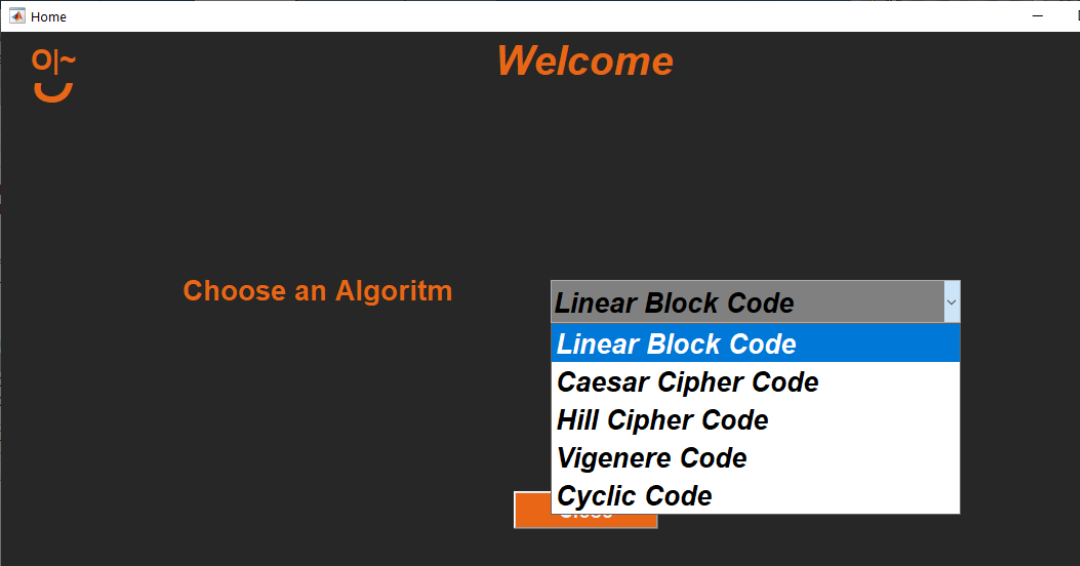 Home
O|~
Welcome
Choose an Algoritm
Linear Block Code
Linear Block Code
Caesar Cipher Code
Hill Cipher Code
Vigenere Code
Cyclic Code